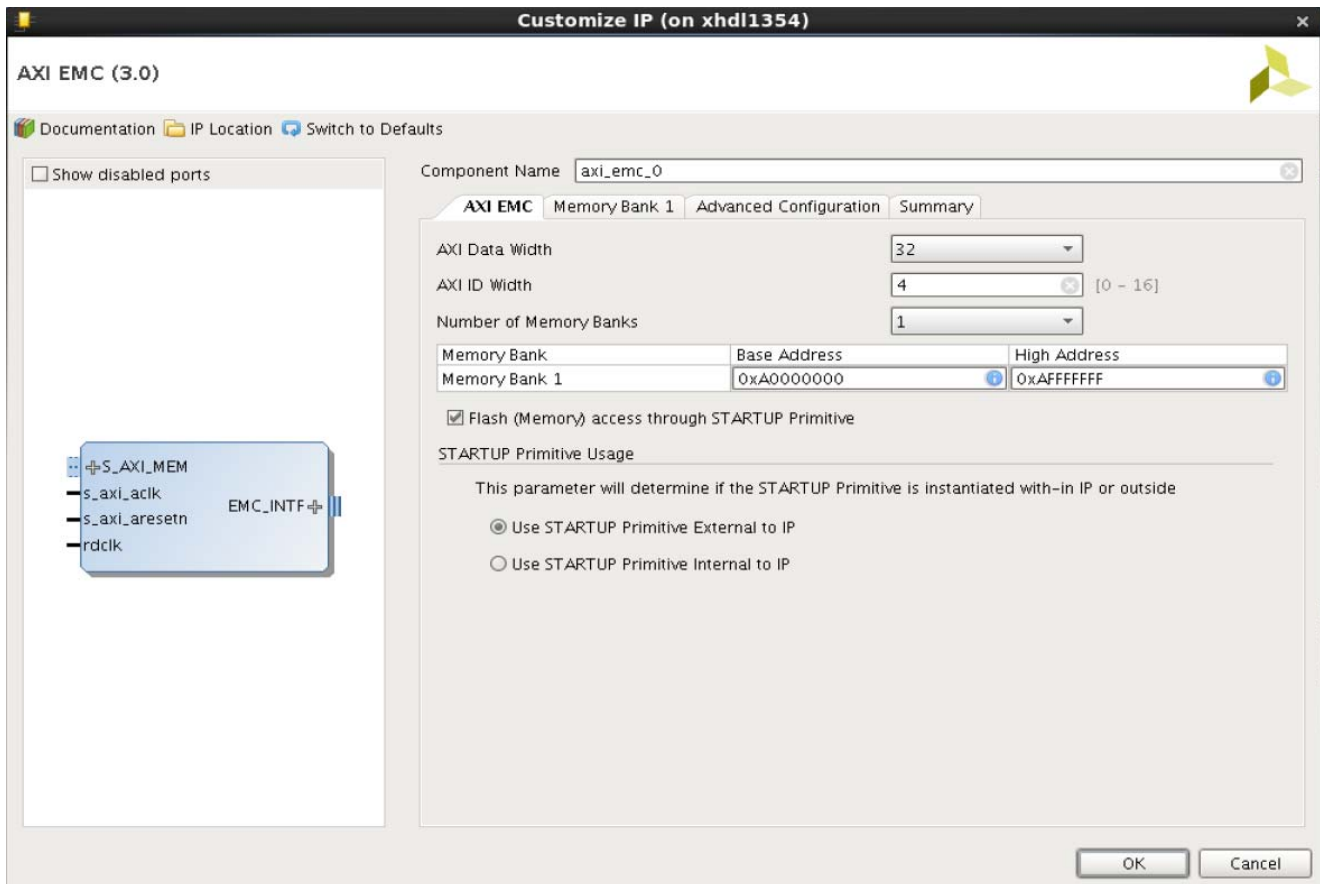 Customize IP (on xhdl1354)
AXI EMC (3.0)
Documentation IP Location Switch to Defaults
Show disabled ports
S_AXI_MEM
s_axi_aclk
s_axi_aresetn
rdclk
EMC_INTF
Component Name axi_emc_0
AXI EMC Memory Bank 1 Advanced Configuration Summary
AXI Data Width 32
AXI ID Width 4 [0 - 16]
Number of Memory Banks 1
Memory Bank Base Address High Address
Memory Bank 1 0xA0000000 0xAFFFFFFF
Flash (Memory) access through STARTUP Primitive
STARTUP Primitive Usage
This parameter will determine if the STARTUP Primitive is instantiated with-in IP or outside
Use STARTUP Primitive External to IP
Use STARTUP Primitive Internal to IP
OK Cancel